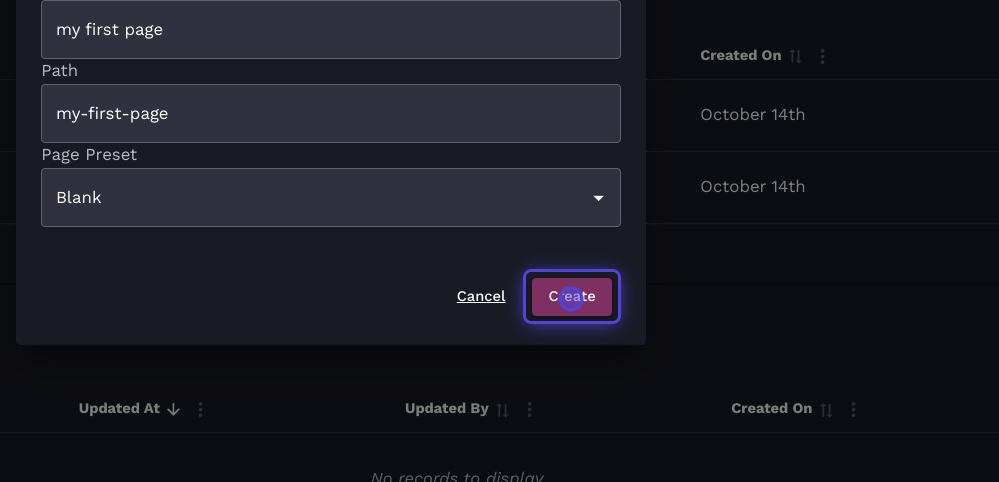 my first page
Created On
Path
my-first-page
October 14th
Page Preset
Blank
October 14th
Cancel
Create
Updated At
Updated By
Created On
No records to display